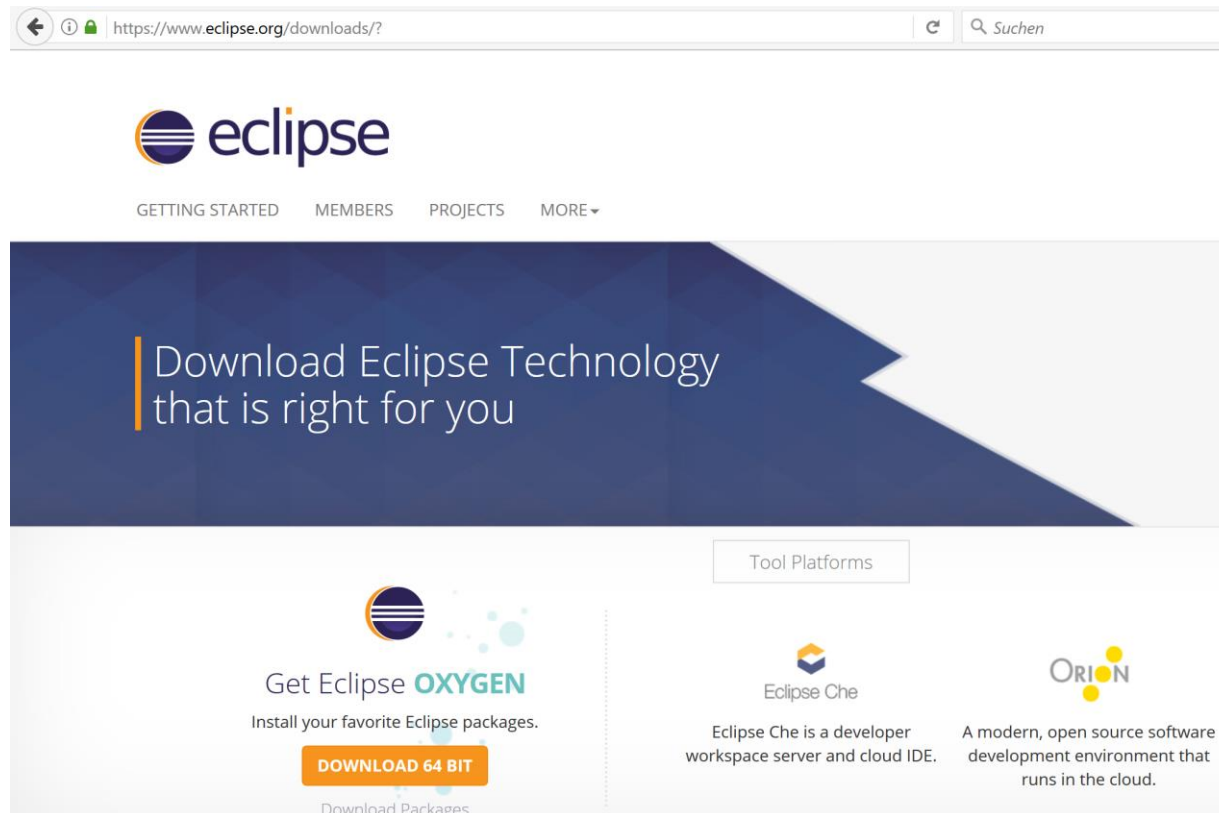 https://www.eclipse.org/downloads/?
Suchen
eclipse
GETTING STARTED MEMBERS PROJECTS MORE
Download Eclipse Technology
that is right for you
Tool Platforms
Get Eclipse OXYGEN
Install your favorite Eclipse packages.
DOWNLOAD 64 BIT
Download Packages
Eclipse Che
Eclipse Che is a developer
workspace server and cloud IDE.
ORION
A modern, open source software
development environment that
runs in the cloud.